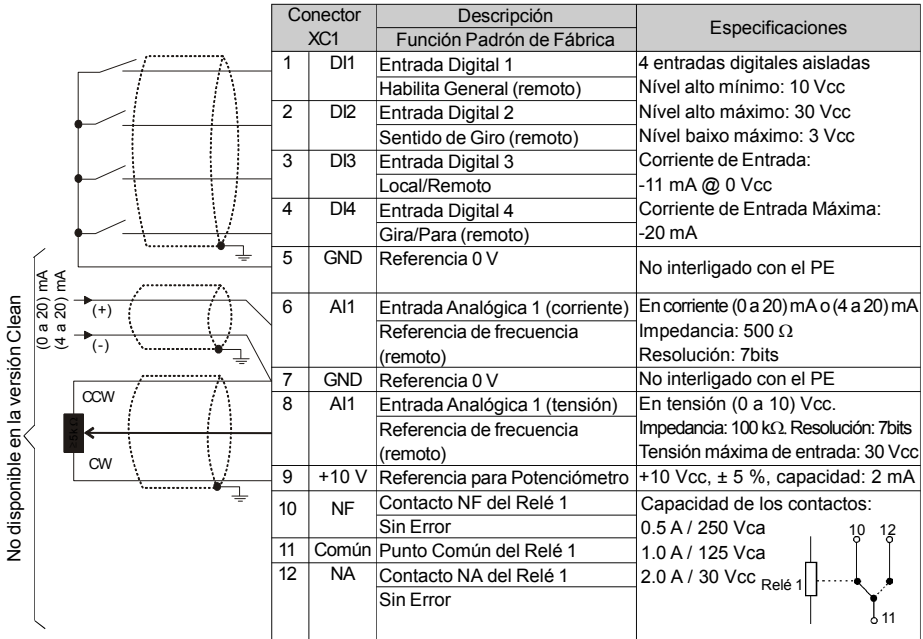 Conector XC1 Descripción Especificaciones
Función Padrón de Fábrica
1 DI1 Entrada Digital 1
Habilita General (remoto)
2 DI2 Entrada Digital 2
Sentido de Giro (remoto)
3 DI3 Entrada Digital 3
Local/Remoto
4 DI4 Entrada Digital 4
Gira/Para (remoto)
4 entradas digitales aisladas
Nível alto mínimo: 10 Vcc
Nível alto máximo: 30 Vcc
Nível baixo máximo: 3 Vcc
Corriente de Entrada:
-11 mA @ 0 Vcc
Corriente de Entrada Máxima:
-20 mA
5 GND Referencia 0 V No interligado con el PE
6 AI1 Entrada Analógica 1 (corriente)
Referencia de frecuencia
(remoto)
En corriente (0 a 20) mA o (4 a 20) mA
Impedancia: 500 Ω
Resolución: 7bits
7 GND Referencia 0 V No interligado con el PE
8 AI1 Entrada Analógica 1 (tensión)
Referencia de frecuencia
(remoto)
En tensión (0 a 10) Vcc.
Impedancia: 100 kΩ. Resolución: 7bits
Tensión máxima de entrada: 30 Vcc
9 +10 V Referencia para Potenciómetro +10 Vcc, ± 5 %, capacidad: 2 mA
10 NF Contacto NF del Relé 1
Sin Error
11 Común Punto Común del Relé 1
12 NA Contacto NA del Relé 1
Sin Error
Capacidad de los contactos:
0.5 A / 250 Vca
1.0 A / 125 Vca
2.0 A / 30 Vcc
Relé 1
10 12
11
No disponible en la versión Clean
(0 a 20) mA
(4 a 20) mA
(+)
(-)
CCW
CW